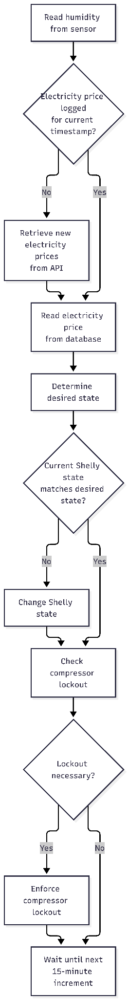 Read humidity
from sensor
Electricity price
logged
for current
timestamp?
No
Yes
Retrieve new
electricity
prices
from API
Read electricity
price
from database
Determine
desired state
Current Shelly
state
matches desired
state?
No
Yes
Change Shelly
state
Check
compressor
lockout
Lockout
necessary?
Yes
No
Enforce
compressor
lockout
Wait until next
15-minute
increment